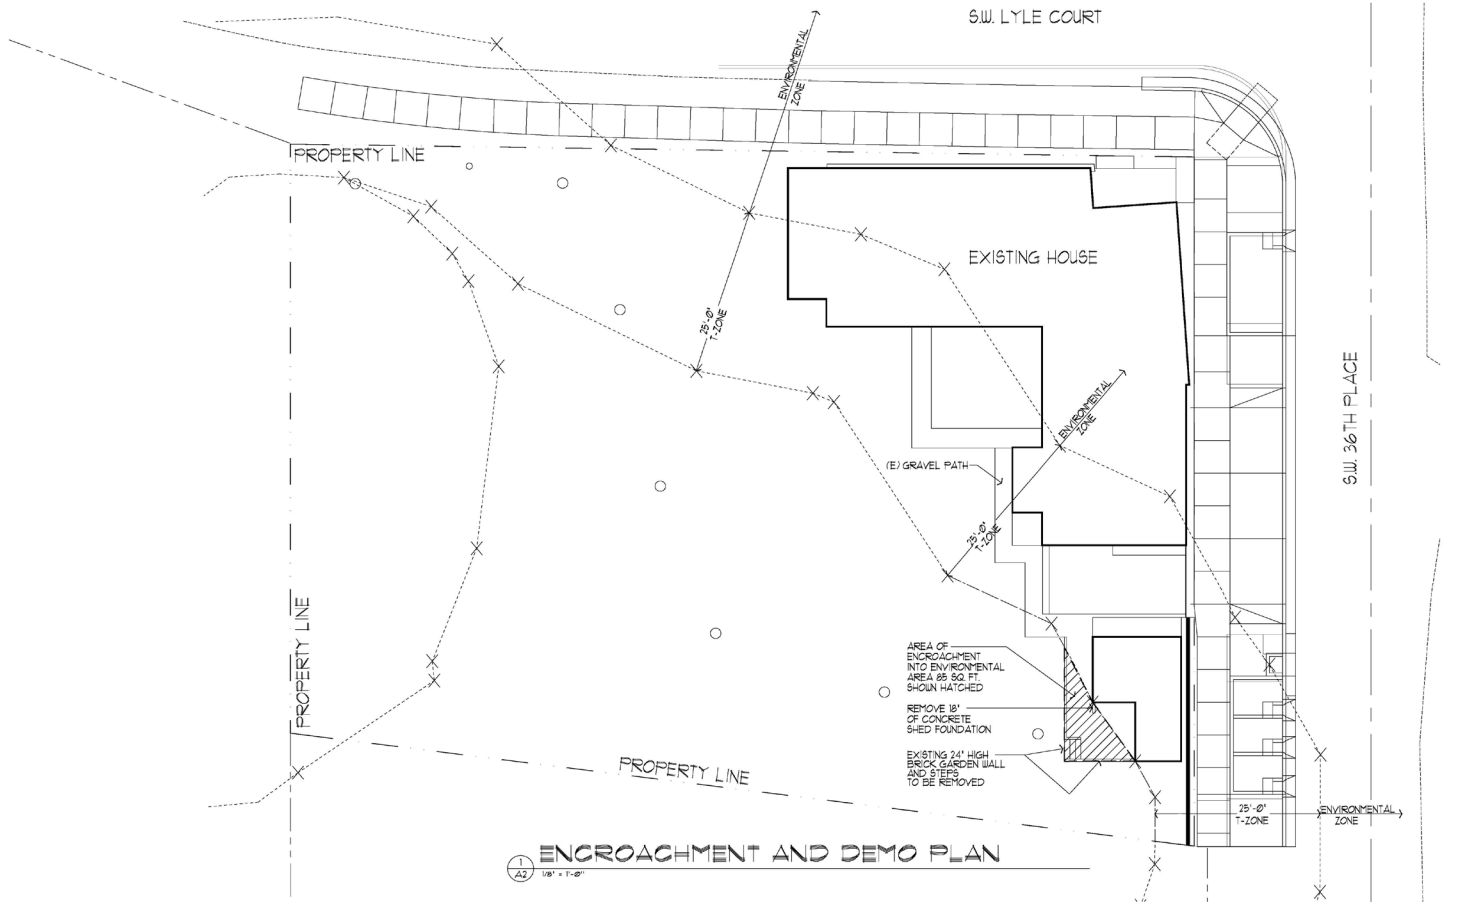 S.W. LYLE COURT
ENVIRONMENTAL
ZONE
PROPERTY LINE
EXISTING HOUSE
25'-0"
T-ZONE
S.W. 36TH PLACE
ENVIRONMENTAL
ZONE
(E) GRAVEL PATH
25'-0"
T-ZONE
PROPERTY LINE
AREA OF
ENCROACHMENT
INTO ENVIRONMENTAL
AREA 85 SQ. FT.
SHOWN HATCHED
REMOVE 18"
OF CONCRETE
SHED FOUNDATION
EXISTING 24" HIGH
BRICK GARDEN WALL
AND STEPS
TO BE REMOVED
PROPERTY LINE
25'-0"
T-ZONE
ENVIRONMENTAL
ZONE
1
A2
ENCROACHMENT AND DEMO PLAN
1/8" = 1'-0"